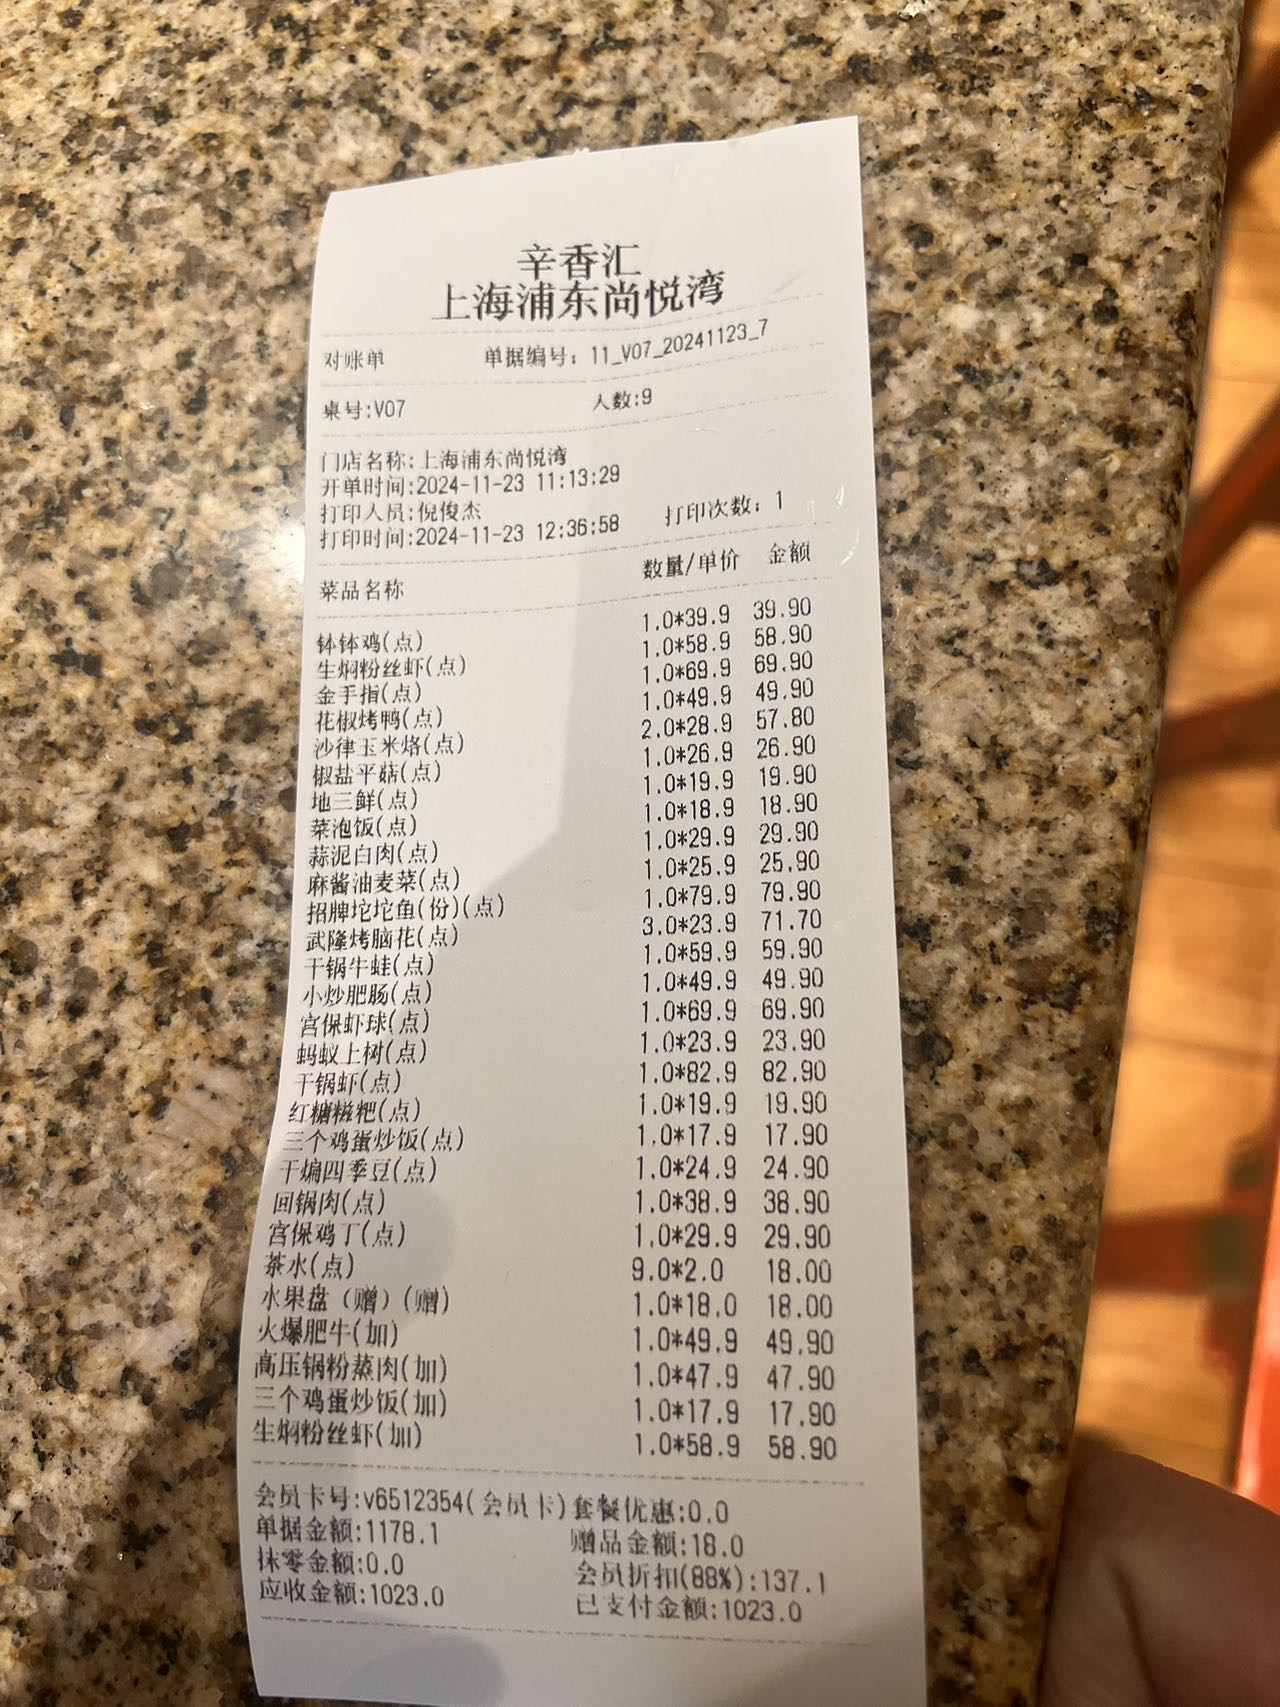 辛香汇
上海浦东尚悦湾
对账单 单据编号：11_V07_20241123_7
桌号:V07 人数:9
门店名称:上海浦东尚悦湾
开单时间:2024-11-23 11:13:29
打印人员:倪俊杰 打印次数：1
打印时间:2024-11-23 12:36:58
菜品名称 数量/单价 金额
钵钵鸡(点) 1.0*39.9 39.90
生焖粉丝虾(点) 1.0*58.9 58.90
金手指(点) 1.0*69.9 69.90
花椒烤鸭(点) 1.0*49.9 49.90
沙律玉米烙(点) 2.0*28.9 57.80
椒盐平菇(点) 1.0*26.9 26.90
地三鲜(点) 1.0*19.9 19.90
菜泡饭(点) 1.0*18.9 18.90
蒜泥白肉(点) 1.0*29.9 29.90
麻酱油麦菜(点) 1.0*25.9 25.90
招牌坨坨鱼(份)(点) 1.0*79.9 79.90
武隆烤脑花(点) 3.0*23.9 71.70
干锅牛蛙(点) 1.0*59.9 59.90
小炒肥肠(点) 1.0*49.9 49.90
宫保虾球(点) 1.0*69.9 69.90
蚂蚁上树(点) 1.0*23.9 23.90
干锅虾(点) 1.0*82.9 82.90
红糖糍粑(点) 1.0*19.9 19.90
三个鸡蛋炒饭(点) 1.0*17.9 17.90
干煸四季豆(点) 1.0*24.9 24.90
回锅肉(点) 1.0*38.9 38.90
宫保鸡丁(点) 1.0*29.9 29.90
茶水(点) 9.0*2.0 18.00
水果盘（赠）(赠) 1.0*18.0 18.00
火爆肥牛(加) 1.0*49.9 49.90
高压锅粉蒸肉(加) 1.0*47.9 47.90
三个鸡蛋炒饭(加) 1.0*17.9 17.90
生焖粉丝虾(加) 1.0*58.9 58.90
会员卡号:v6512354(会员卡) 套餐优惠:0.0
单据金额:1178.1 赠品金额:18.0
抹零金额:0.0 会员折扣(88%):137.1
应收金额:1023.0 已支付金额:1023.0